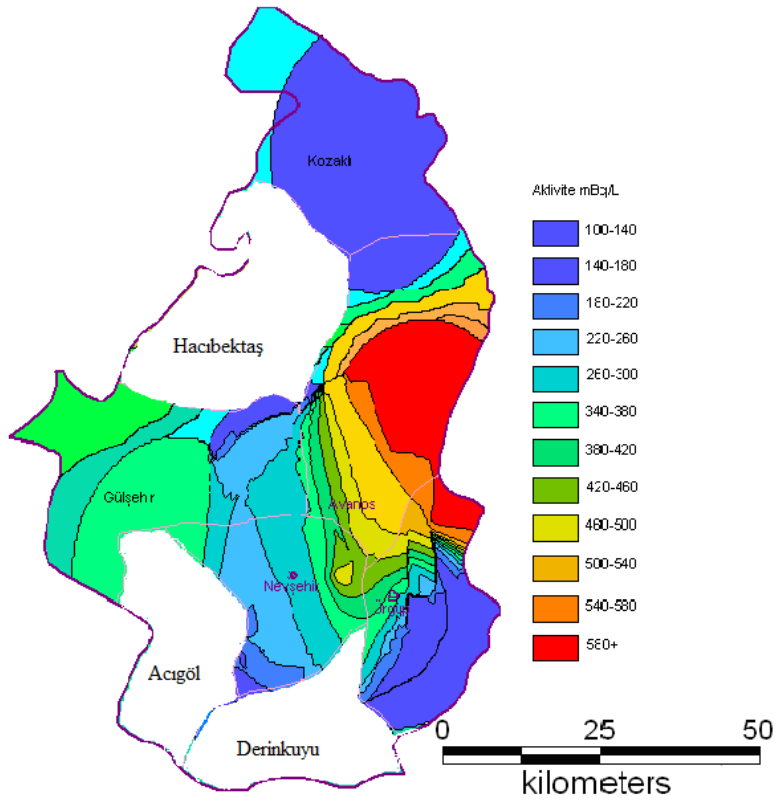 Kozaklı
Aktivite mBq/L
100-140
140-180
180-220
220-260
260-300
340-380
380-420
420-460
460-500
500-540
540-580
580+
Hacıbektaş
Gülşehir
Avanos
Nevşehir
Ürgüp
Acıgöl
Derinkuyu
0 25 50
kilometers